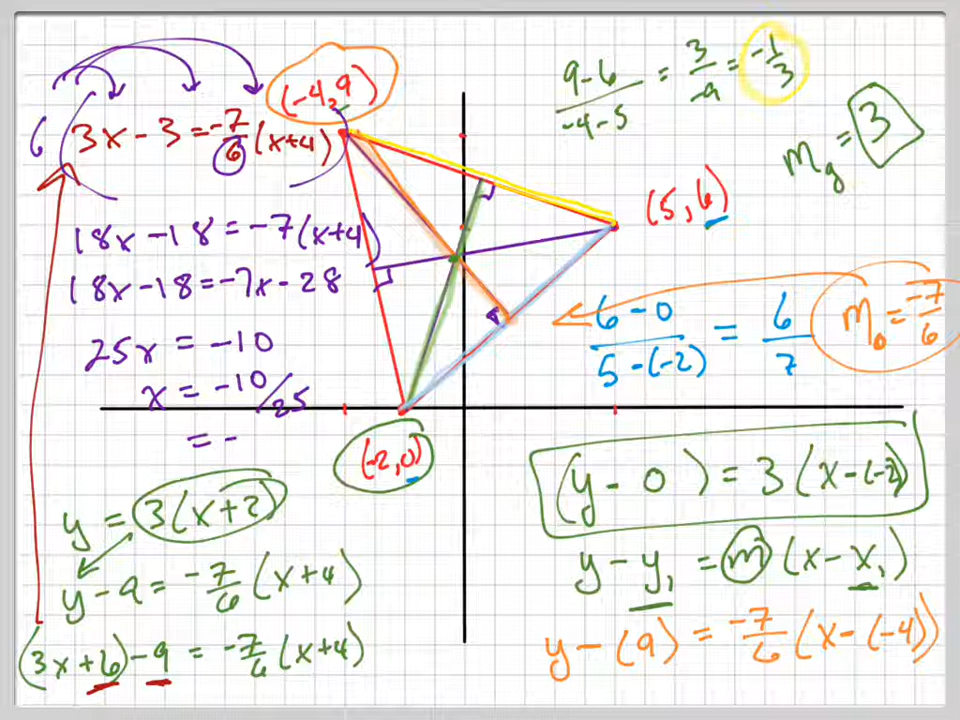 (-4, 9)
6(3x - 3 = -7/6 (x+4))
18x - 18 = -7(x+4)
18x - 18 = -7x - 28
25x = -10
x = -10/25
= -
(9-6)/(-4-5) = 3/-9 = -1/3
m_g = 3
(5, 6)
(6-0)/(5-(-2)) = 6/7
m_o = -7/6
(-2, 0)
y = 3(x+2)
y - 9 = -7/6 (x+4)
(3x+6) - 9 = -7/6 (x+4)
(y - 0) = 3(x-(-2))
y - y₁ = m(x - x₁)
y - (9) = -7/6 (x-(-4))